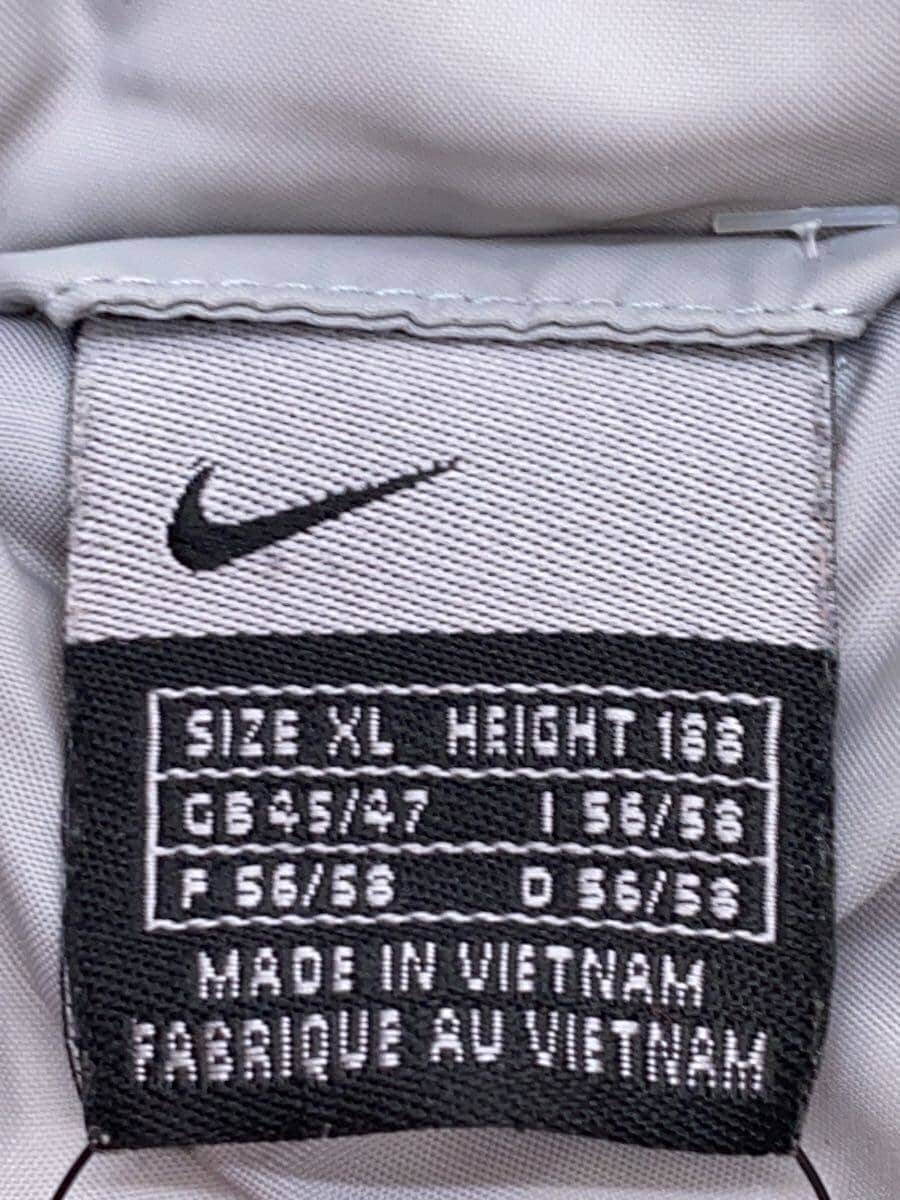 SIZE XL HEIGHT 188
GB 45/47 I 56/58
F 56/58 D 56/58
MADE IN VIETNAM
FABRIQUE AU VIETNAM